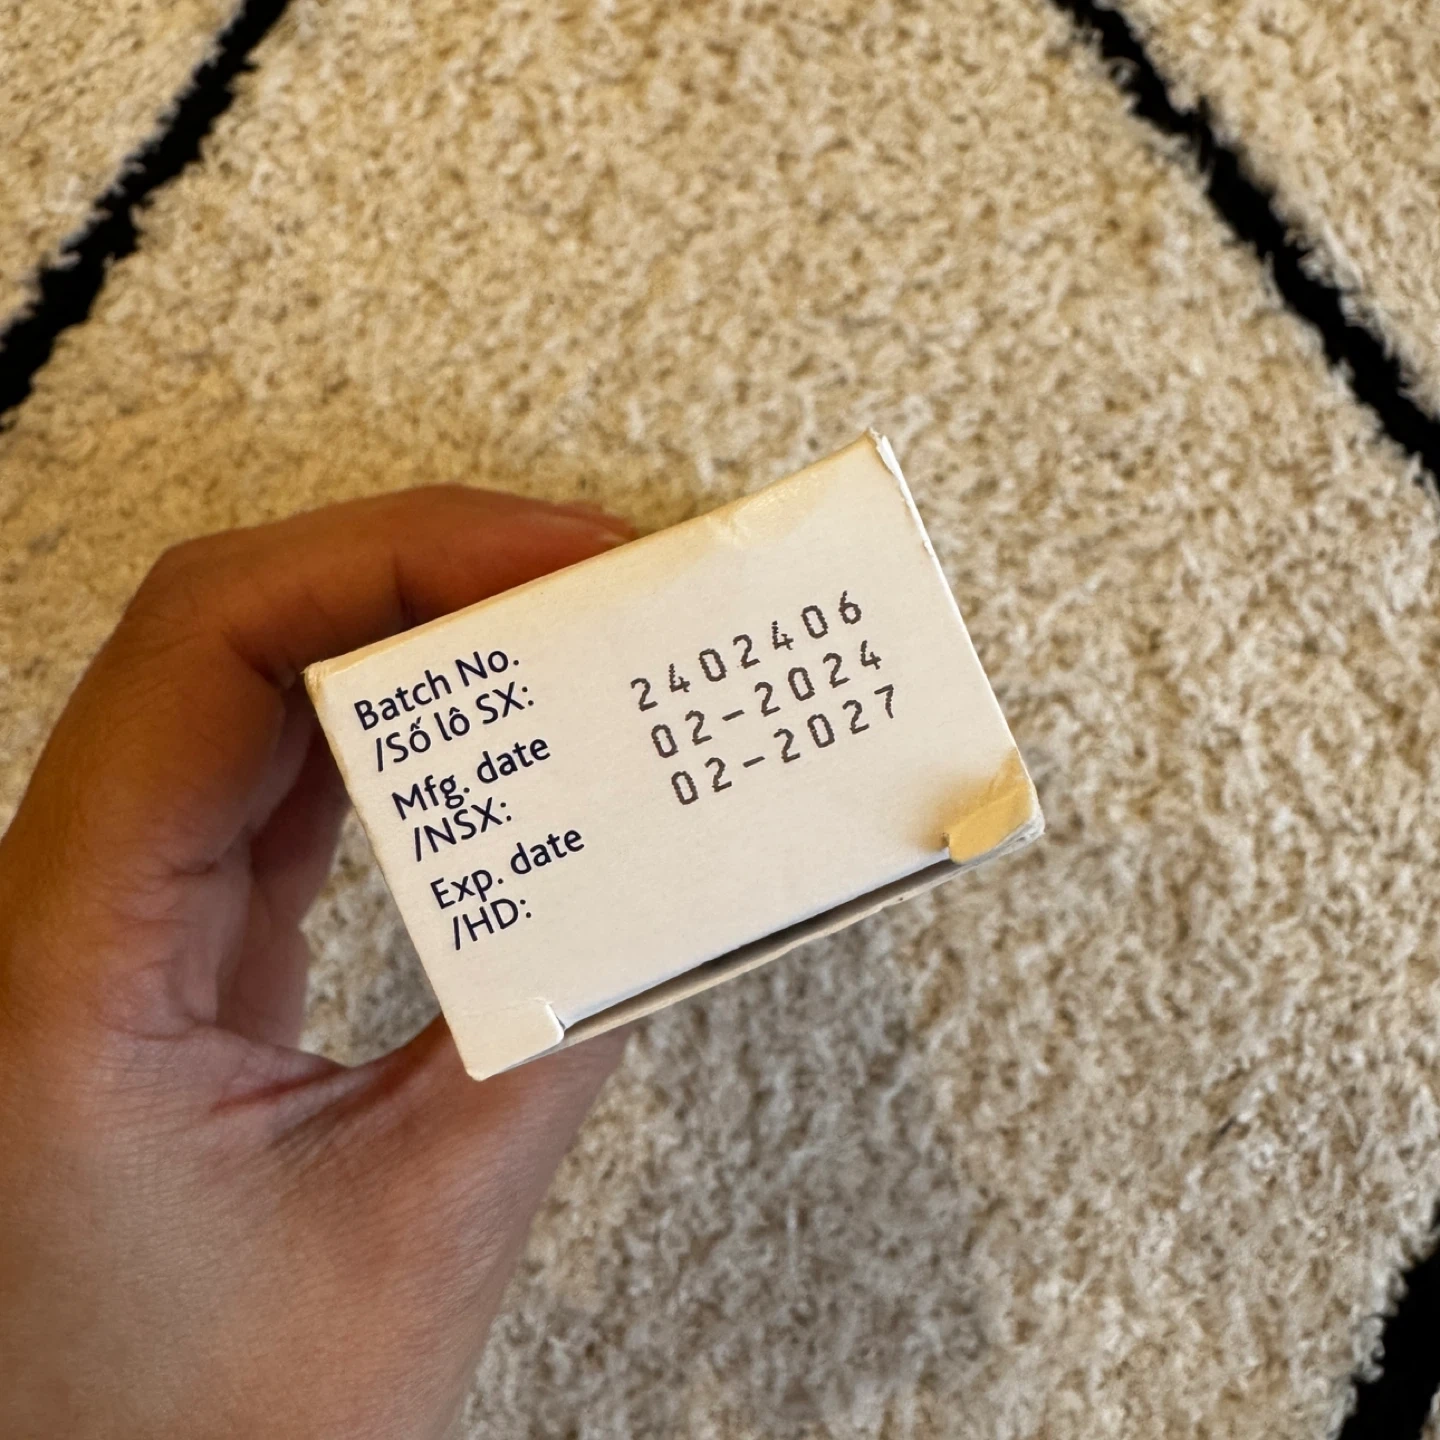 Batch No.
/Số lô SX:
2402406
Mfg. date
/NSX:
02-2024
Exp. date
/HD:
02-2027